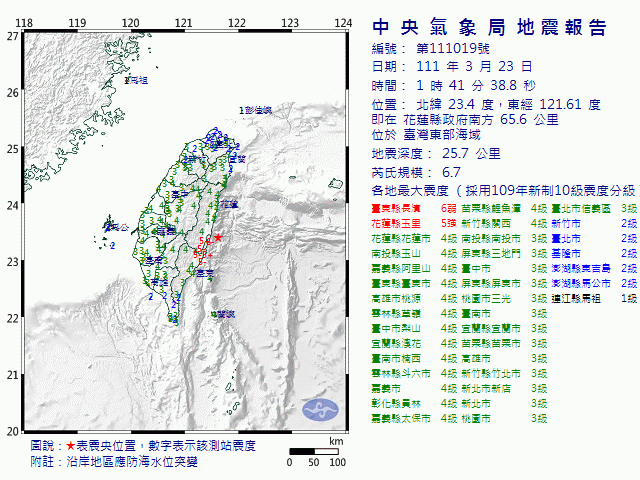 中央氣象局地震報告
編號： 第111019號
日期： 111 年 3 月 23 日
時間： 1 時 41 分 38.8 秒
位置： 北緯 23.4 度，東經 121.61 度
即在 花蓮縣政府南方 65.6 公里
位於 臺灣東部海域
地震深度： 25.7 公里
芮氏規模： 6.7
各地最大震度（採用109年新制10級震度分級）
臺東縣長濱 6弱 苗栗縣鯉魚潭 4級 臺北市信義區 3級
花蓮縣玉里 5強 新竹縣關西 4級 新竹市 2級
花蓮縣花蓮市 4級 南投縣南投市 3級 臺北市 2級
南投縣玉山 4級 屏東縣三地門 3級 基隆市 2級
嘉義縣阿里山 4級 臺中市 3級 澎湖縣東吉島 2級
臺東縣臺東市 4級 屏東縣屏東市 3級 澎湖縣馬公市 2級
高雄市桃源 4級 桃園市三光 3級 連江縣馬祖 1級
雲林縣草嶺 4級 臺南市 3級
臺中市梨山 4級 宜蘭縣宜蘭市 3級
宜蘭縣漢花 4級 苗栗縣苗栗市 3級
臺南市楠西 4級 高雄市 3級
雲林縣斗六市 4級 新竹縣竹北市 3級
嘉義市 4級 新北市新店 3級
彰化縣員林 4級 新北市 3級
嘉義縣太保市 4級 桃園市 3級
118 119 120 121 122 123 124
27
26
25
24
23
22
21
20
1馬祖
1彭佳嶼
宜蘭
花蓮
臺東
4蘭嶼
圖說：★表震央位置，數字表示該測站震度
附註：沿岸地區應防海水位突變
km
0 50 100